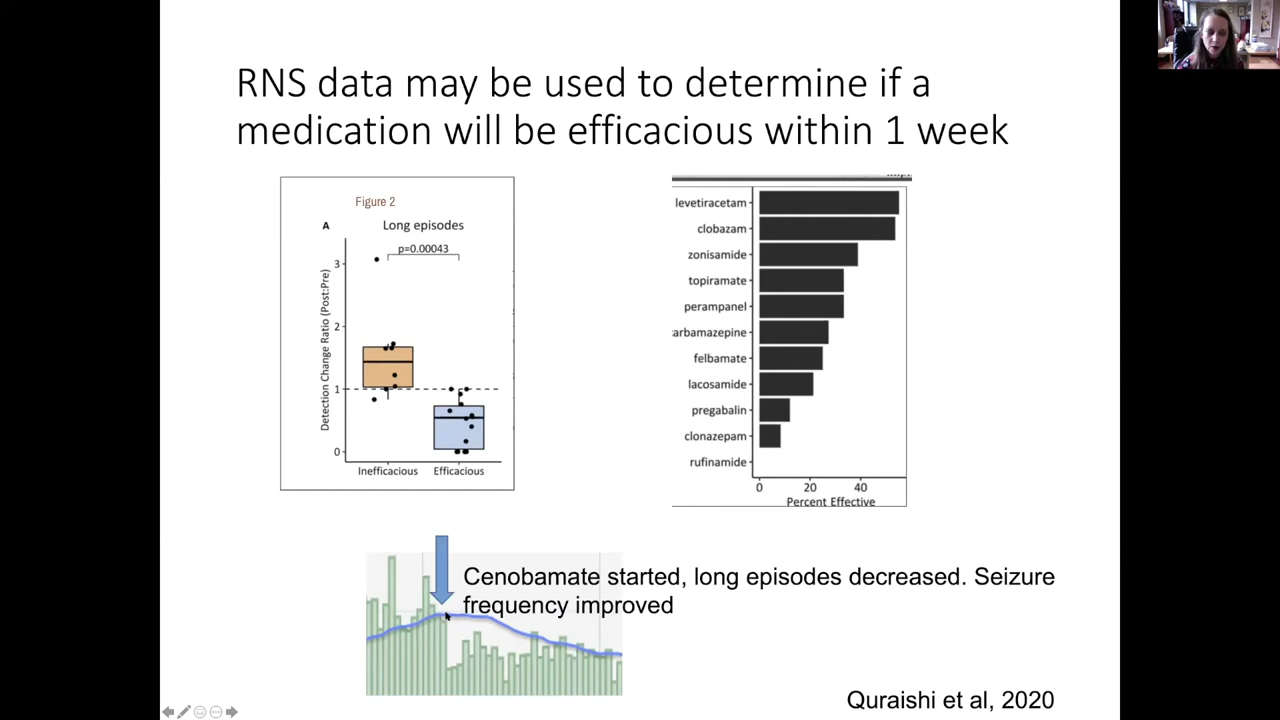 RNS data may be used to determine if a
medication will be efficacious within 1 week
Figure 2
A
Long episodes
p=0.00043
Detection Change Ratio (Post:Pre)
3
2
1
0
Inefficacious
Efficacious
levetiracetam
clobazam
zonisamide
topiramate
perampanel
arbamazepine
felbamate
lacosamide
pregabalin
clonazepam
rufinamide
0 20 40
Percent Effective
Cenobamate started, long episodes decreased. Seizure
frequency improved
Quraishi et al, 2020